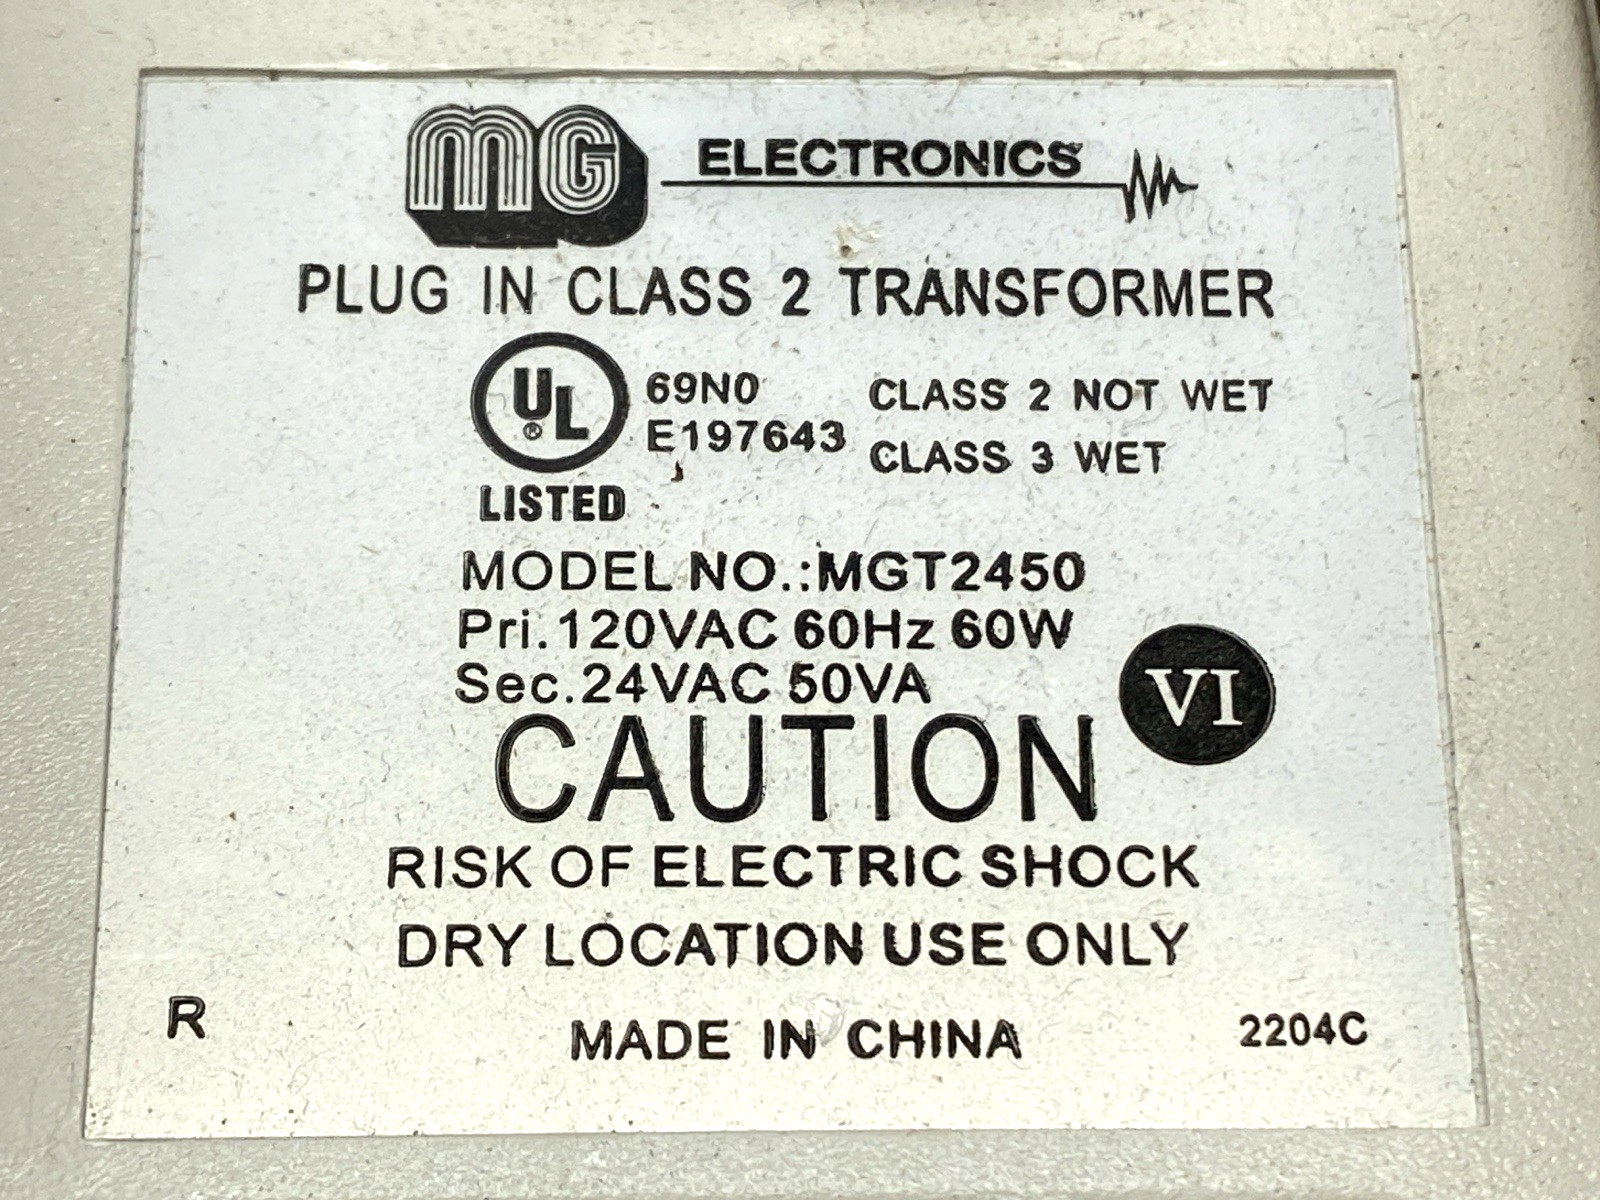 MG ELECTRONICS
PLUG IN CLASS 2 TRANSFORMER
UL ®
LISTED
69N0
E197643
CLASS 2 NOT WET
CLASS 3 WET
MODEL NO.:MGT2450
Pri.120VAC 60Hz 60W
Sec.24VAC 50VA
VI
CAUTION
RISK OF ELECTRIC SHOCK
DRY LOCATION USE ONLY
R
MADE IN CHINA
2204C